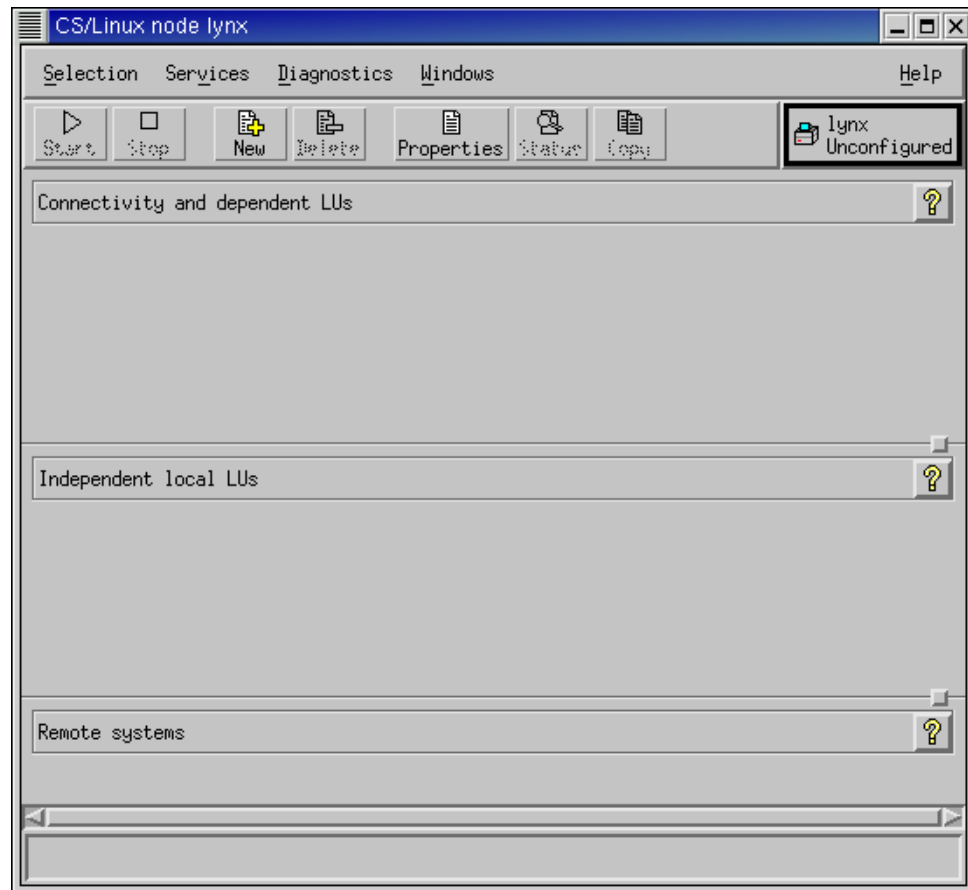 CS/Linux node lynx
Selection Services Diagnostics Windows Help
Start Stop New Delete Properties Status Copy
lynx
Unconfigured
Connectivity and dependent LUs
Independent local LUs
Remote systems